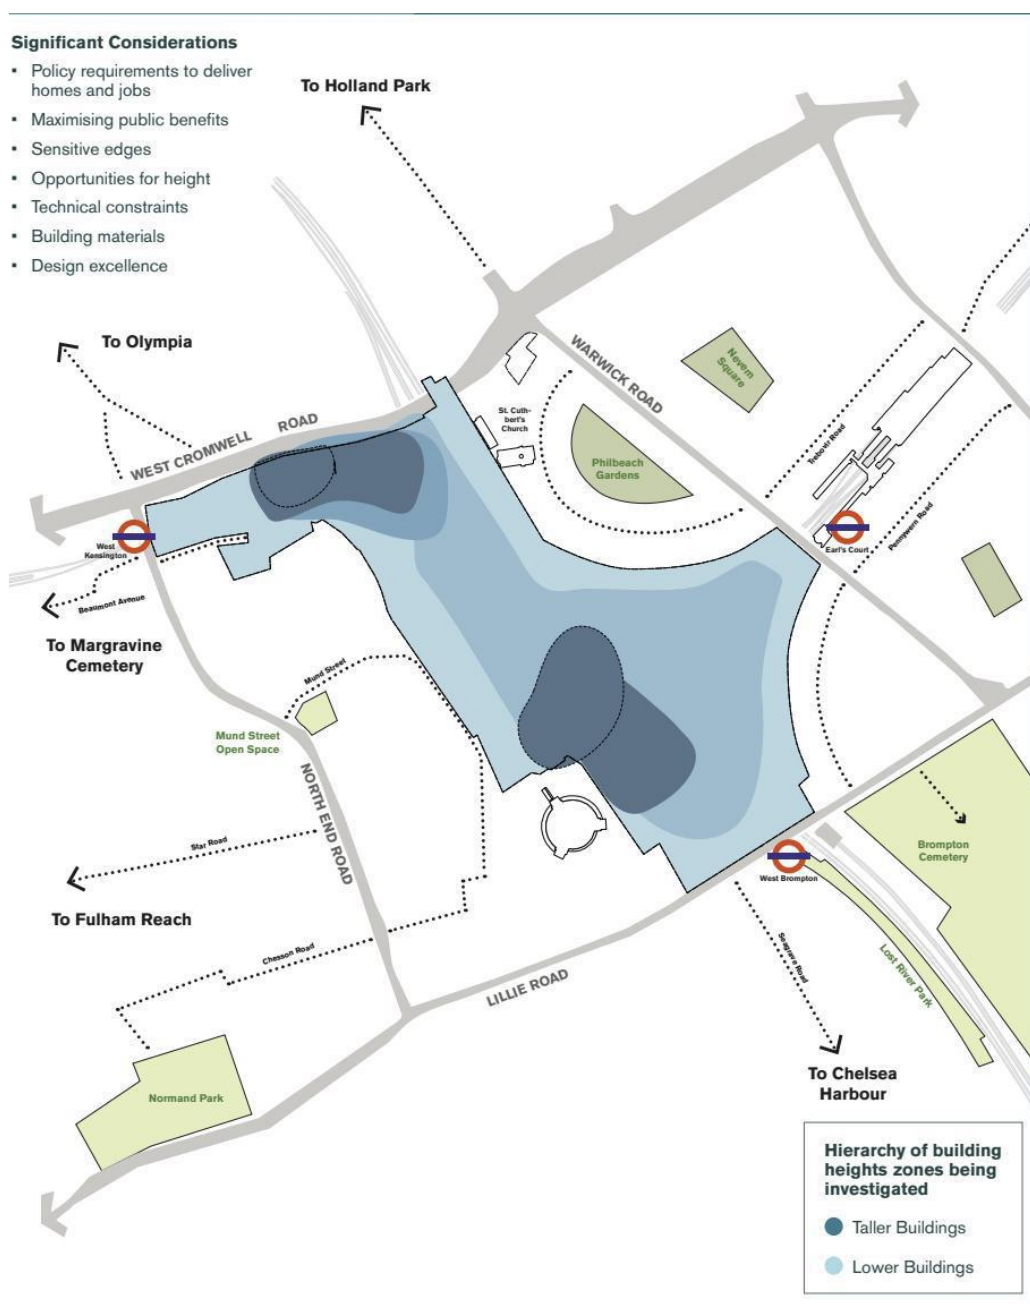 Significant Considerations
▪ Policy requirements to deliver
homes and jobs
▪ Maximising public benefits
▪ Sensitive edges
▪ Opportunities for height
▪ Technical constraints
▪ Building materials
▪ Design excellence
To Holland Park
To Olympia
WEST CROMWELL ROAD
WARWICK ROAD
Nevern
Square
St. Cuth-
bert's
Church
Philbeach
Gardens
Trebovir Road
Pennywern Road
Earl's Court
West
Kensington
Beaumont Avenue
To Margravine
Cemetery
Mund Street
Mund Street
Open Space
NORTH END ROAD
Star Road
To Fulham Reach
Chesson Road
LILLIE ROAD
West Brompton
Brompton
Cemetery
Lost River Park
Seagrave Road
To Chelsea
Harbour
Normand Park
Hierarchy of building
heights zones being
investigated
Taller Buildings
Lower Buildings